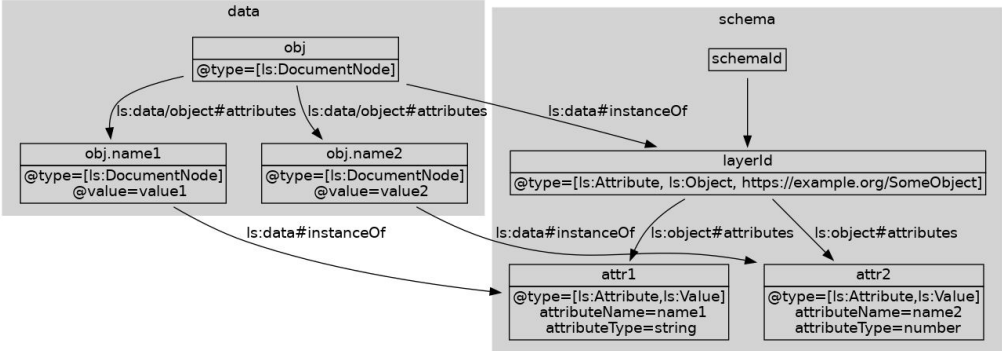 data
schema
obj
@type=[ls:DocumentNode]
schemaId
ls:data/object#attributes
ls:data/object#attributes
ls:data#instanceOf
obj.name1
@type=[ls:DocumentNode]
@value=value1
obj.name2
@type=[ls:DocumentNode]
@value=value2
layerId
@type=[ls:Attribute, ls:Object, https://example.org/SomeObject]
ls:data#instanceOf
ls:data#instanceOf
ls:object#attributes
ls:object#attributes
attr1
@type=[ls:Attribute,ls:Value]
attributeName=name1
attributeType=string
attr2
@type=[ls:Attribute,ls:Value]
attributeName=name2
attributeType=number